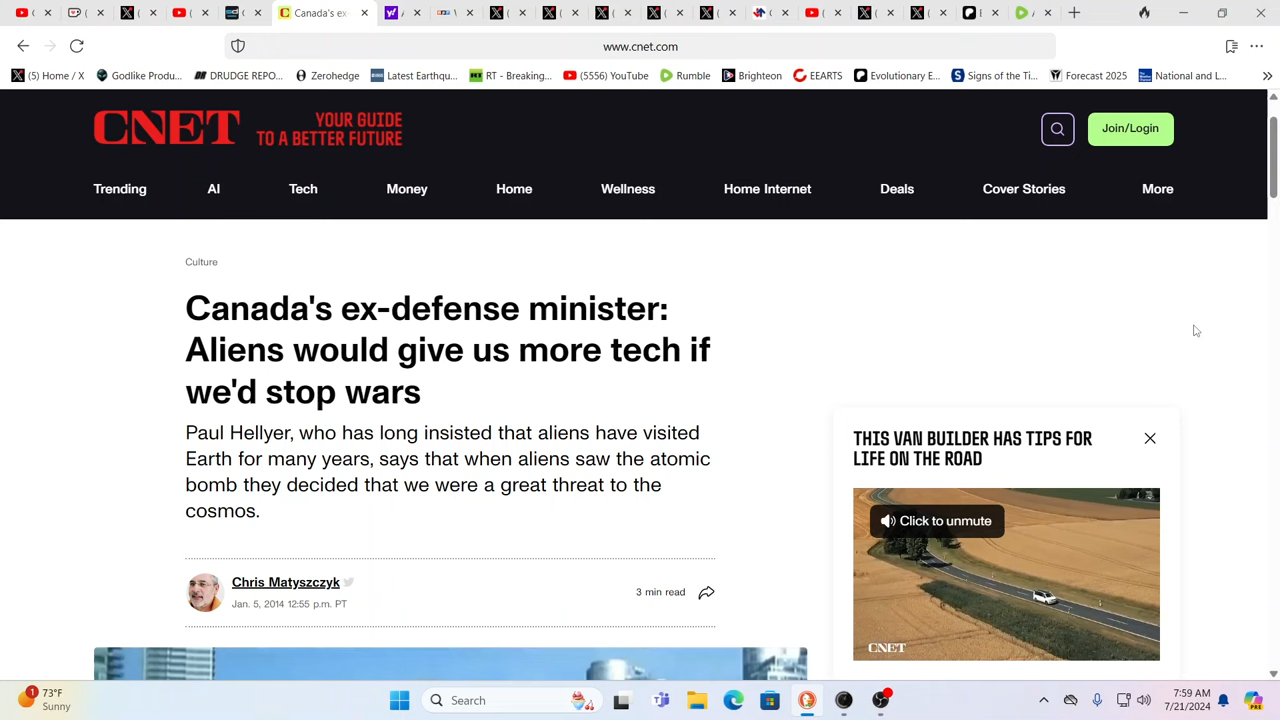 Canada's ex-
www.cnet.com
(5) Home / X
Godlike Produ...
DRUDGE REPO...
Zerohedge
Latest Earthqu...
RT - Breaking...
(5556) YouTube
Rumble
Brighteon
EEARTS
Evolutionary E...
Signs of the Ti...
Forecast 2025
National and L...
CNET
YOUR GUIDE
TO A BETTER FUTURE
Join/Login
Trending AI Tech Money Home Wellness Home Internet Deals Cover Stories More
Culture
Canada's ex-defense minister:
Aliens would give us more tech if
we'd stop wars
Paul Hellyer, who has long insisted that aliens have visited
Earth for many years, says that when aliens saw the atomic
bomb they decided that we were a great threat to the
cosmos.
Chris Matyszczyk
Jan. 5, 2014 12:55 p.m. PT
3 min read
THIS VAN BUILDER HAS TIPS FOR
LIFE ON THE ROAD
Click to unmute
CNET
1
73°F
Sunny
Search
7:59 AM
7/21/2024